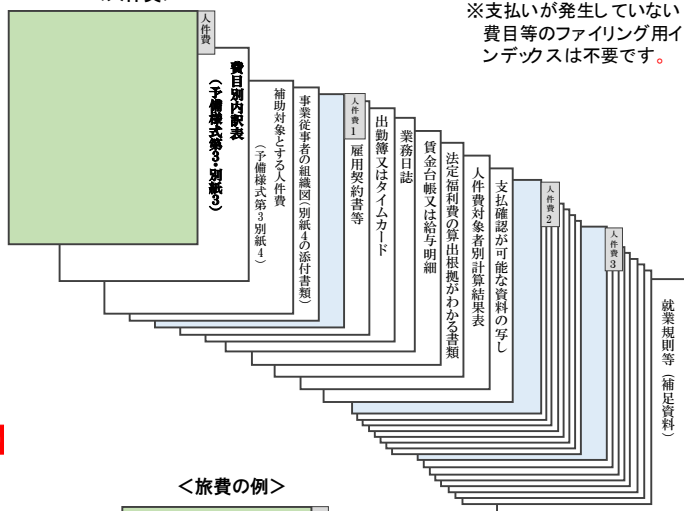 ※支払いが発生していない
費目等のファイリング用イ
ンデックスは不要です。
人件費
費目別内訳表
（予備様式第3・別紙3）
補助対象とする人件費
（予備様式第3別紙4）
事業従事者の組織図（別紙4の添付書類）
人件費1
雇用契約書等
出勤簿又はタイムカード
業務日誌
賃金台帳又は給与明細
法定福利費の算出根拠がわかる書類
人件費対象者別計算結果表
支払確認が可能な資料の写し
人件費2
人件費3
就業規則等（補足資料）
＜旅費の例＞